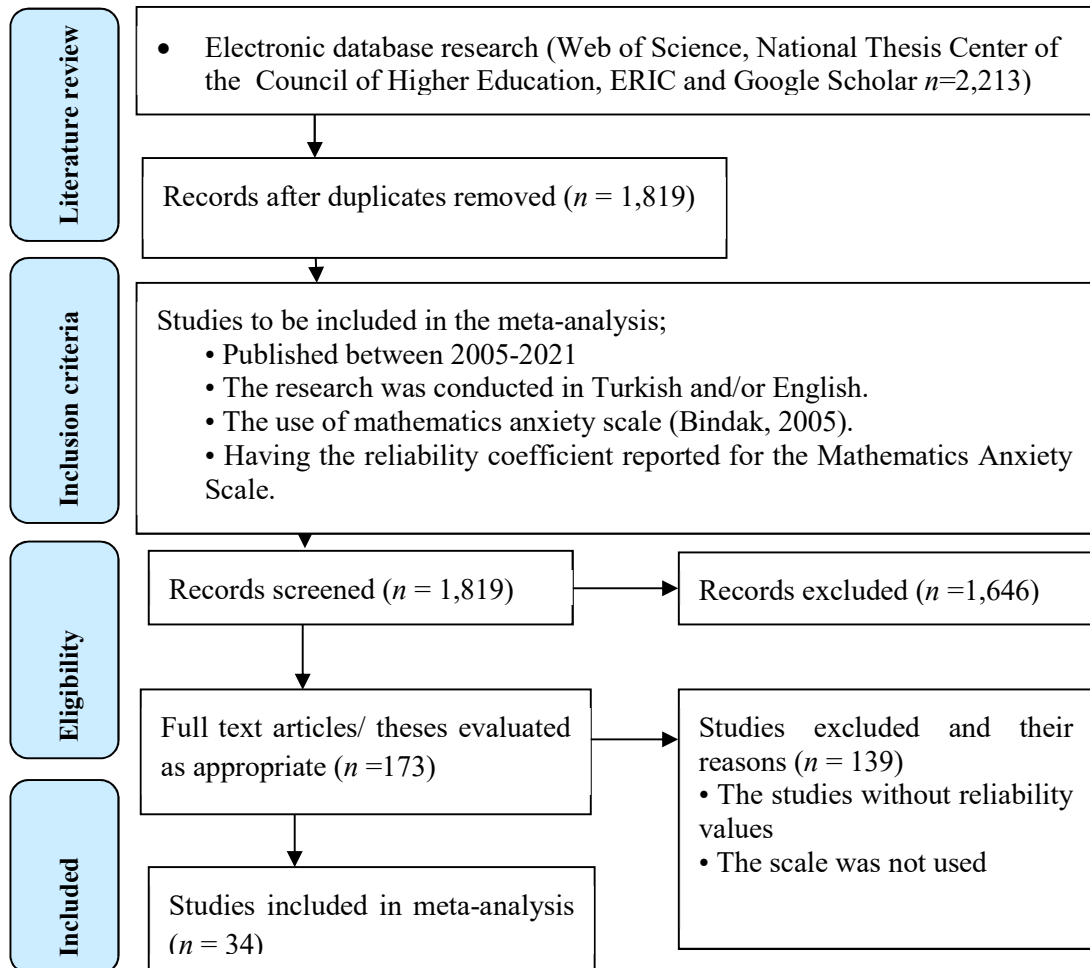 Literature review
• Electronic database research (Web of Science, National Thesis Center of
the Council of Higher Education, ERIC and Google Scholar n=2,213)
Records after duplicates removed (n = 1,819)
Inclusion criteria
Studies to be included in the meta-analysis;
• Published between 2005-2021
• The research was conducted in Turkish and/or English.
• The use of mathematics anxiety scale (Bindak, 2005).
• Having the reliability coefficient reported for the Mathematics Anxiety
Scale.
Eligibility
Records screened (n = 1,819)
Records excluded (n =1,646)
Full text articles/ theses evaluated
as appropriate (n =173)
Studies excluded and their
reasons (n = 139)
• The studies without reliability
values
• The scale was not used
Included
Studies included in meta-analysis
(n = 34)